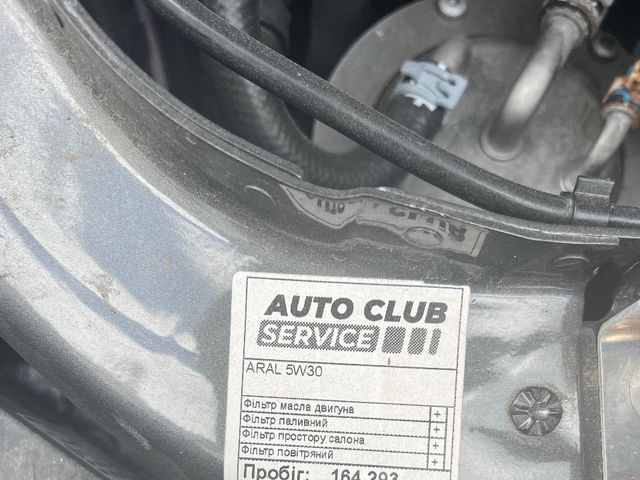 AUTO CLUB
SERVICE
ARAL 5W30
Фільтр масла двигуна +
Фільтр паливний +
Фільтр простору салона +
Фільтр повітряний +
Пробіг: 164 293